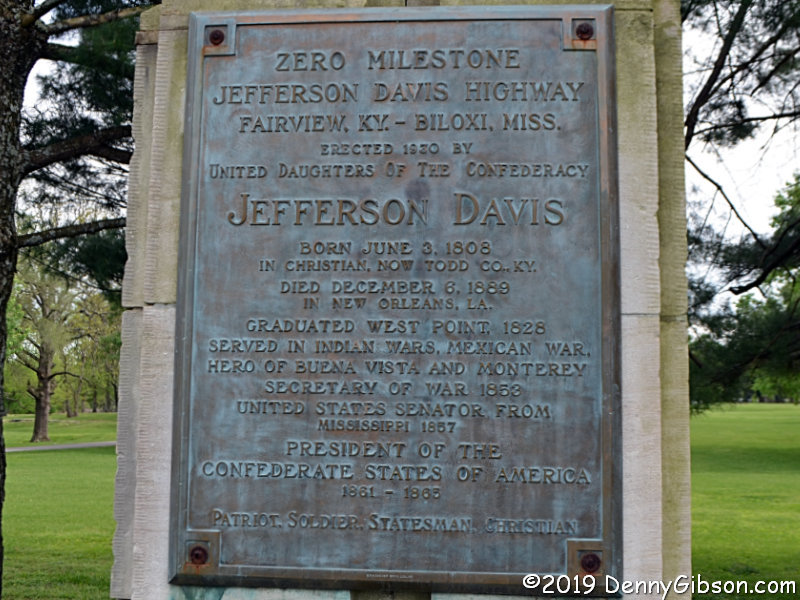 ZERO MILESTONE
JEFFERSON DAVIS HIGHWAY
FAIRVIEW, KY. - BILOXI, MISS.
ERECTED 1930 BY
UNITED DAUGHTERS OF THE CONFEDERACY
JEFFERSON DAVIS
BORN JUNE 3, 1808
IN CHRISTIAN, NOW TODD CO., KY.
DIED DECEMBER 6, 1889
IN NEW ORLEANS, LA.
GRADUATED WEST POINT, 1828
SERVED IN INDIAN WARS, MEXICAN WAR,
HERO OF BUENA VISTA AND MONTEREY
SECRETARY OF WAR 1853
UNITED STATES SENATOR FROM
MISSISSIPPI 1857
PRESIDENT OF THE
CONFEDERATE STATES OF AMERICA
1861 - 1865
PATRIOT, SOLDIER, STATESMAN, CHRISTIAN
©2019 DennyGibson.com